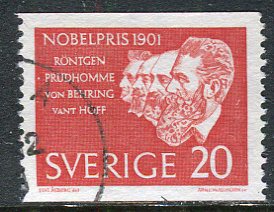 NOBELPRIS 1901
RÖNTGEN
PRUDHOMME
VON BEHRING
VANT HOFF
SVERIGE 20